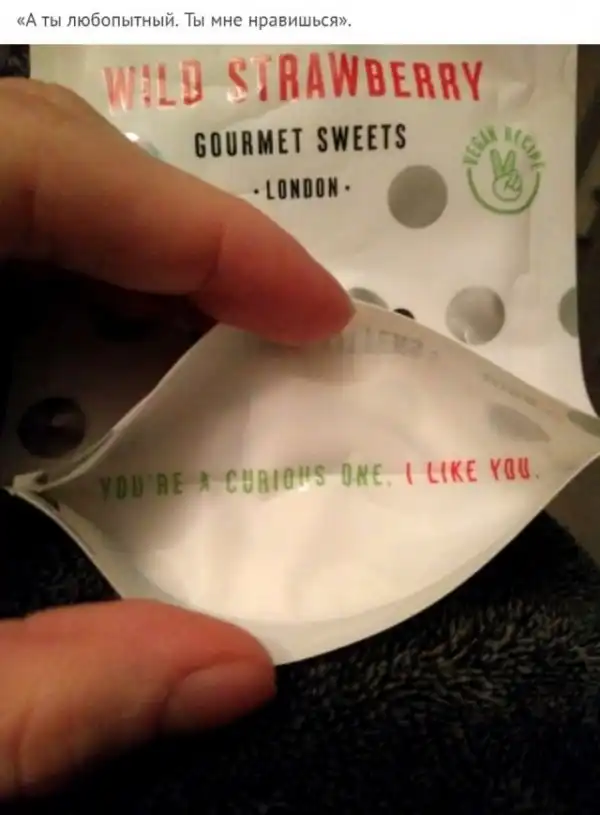 «А ты любопытный. Ты мне нравишься».
WILD STRAWBERRY
GOURMET SWEETS
· LONDON ·
VEGAN RECIPE
YOU'RE A CURIOUS ONE. I LIKE YOU.